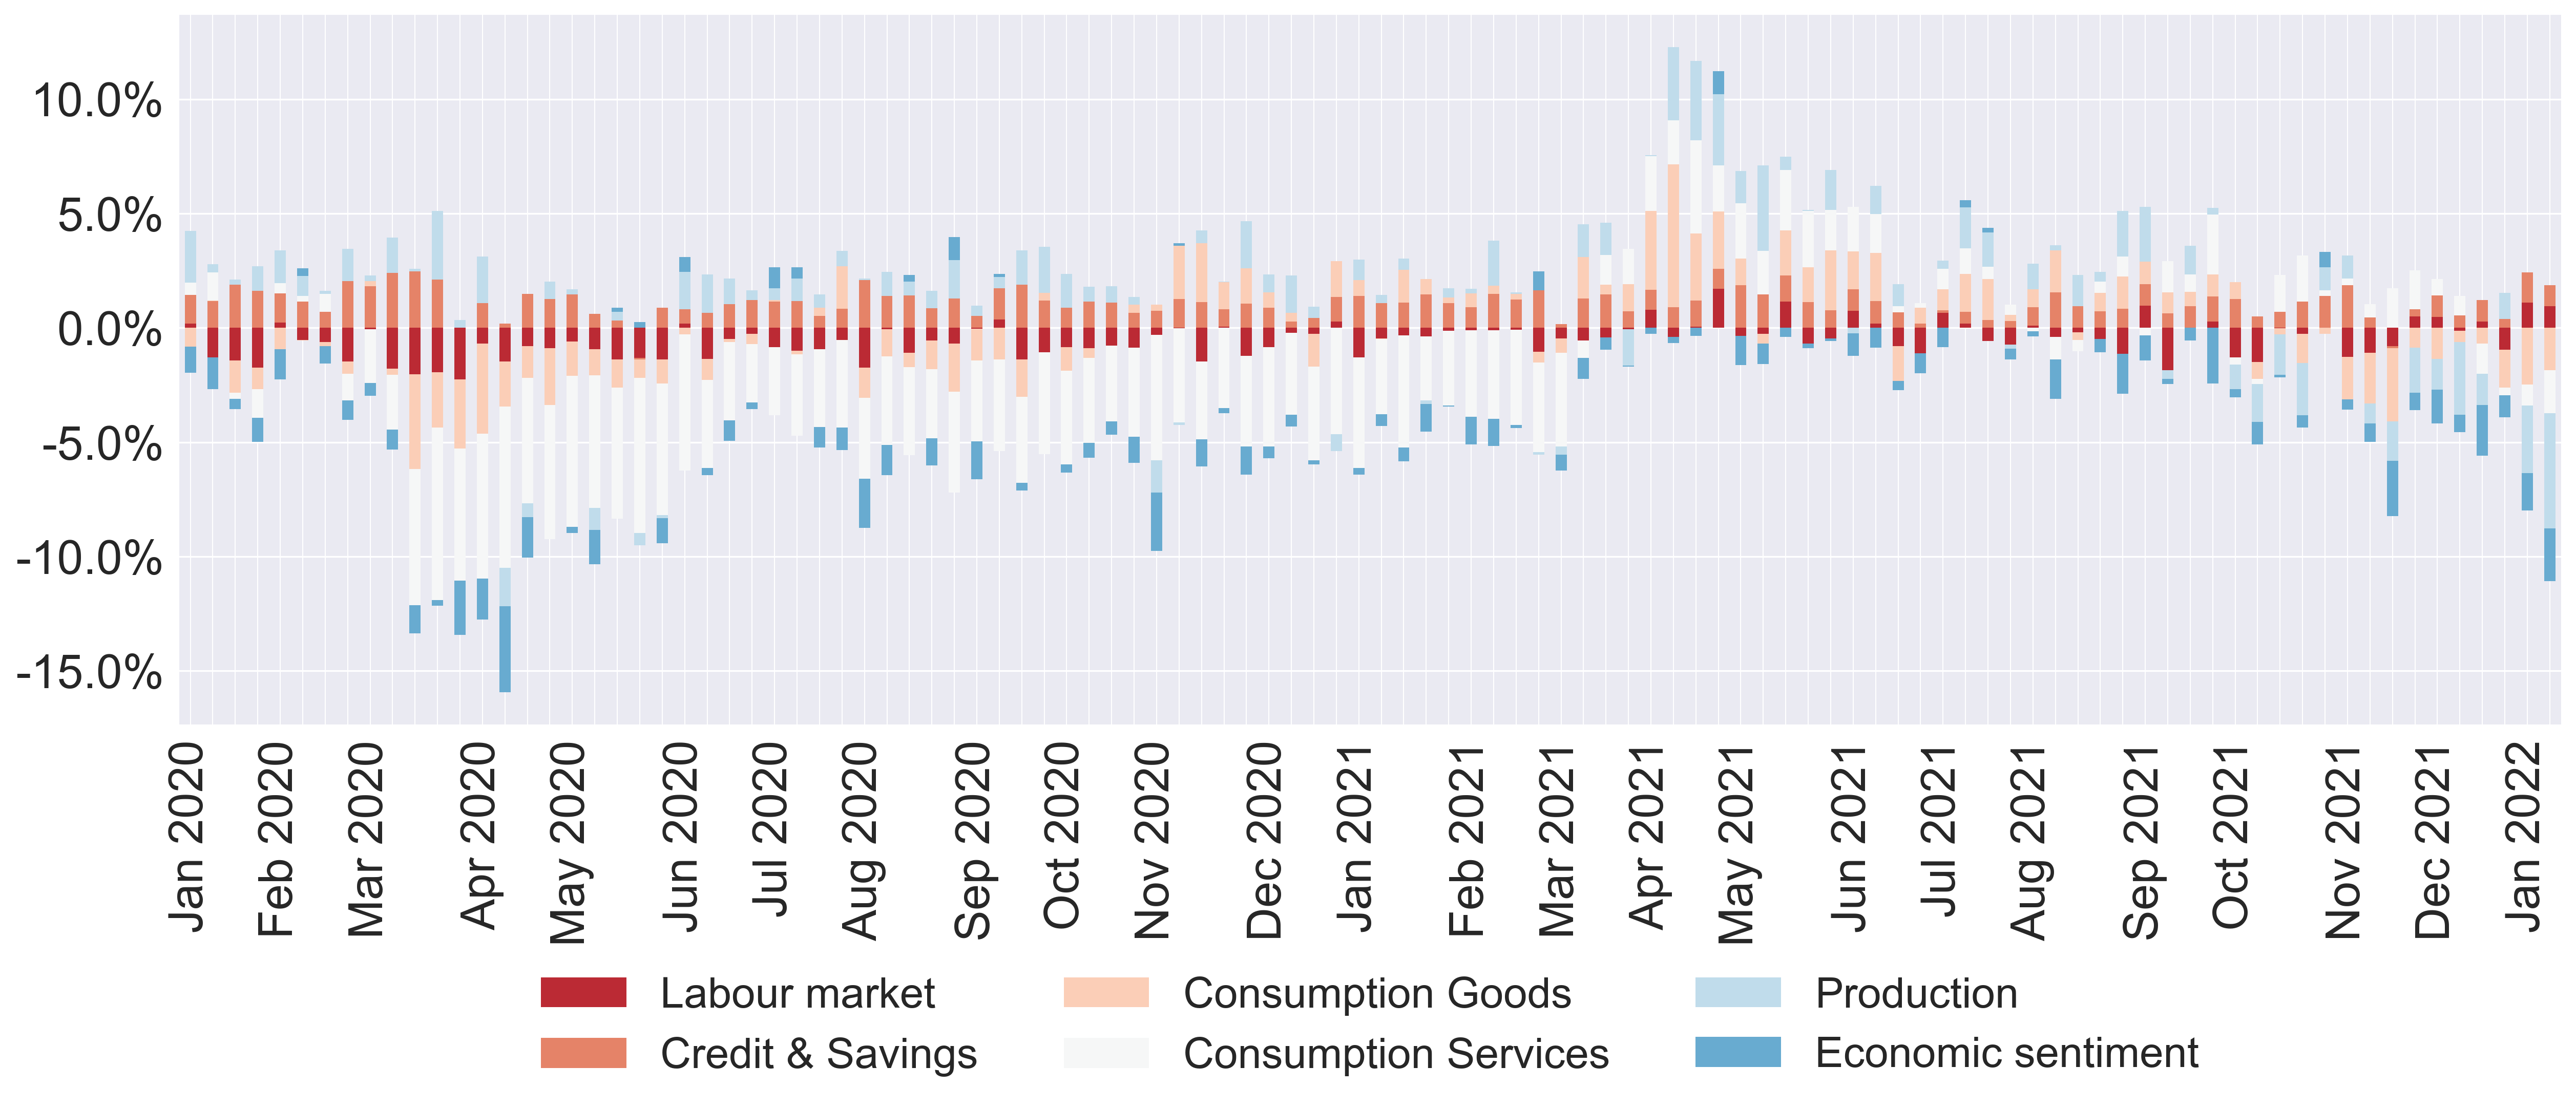 10.0%
5.0%
0.0%
-5.0%
-10.0%
-15.0%
Jan 2020
Feb 2020
Mar 2020
Apr 2020
May 2020
Jun 2020
Jul 2020
Aug 2020
Sep 2020
Oct 2020
Nov 2020
Dec 2020
Jan 2021
Feb 2021
Mar 2021
Apr 2021
May 2021
Jun 2021
Jul 2021
Aug 2021
Sep 2021
Oct 2021
Nov 2021
Dec 2021
Jan 2022
Labour market
Consumption Goods
Production
Credit & Savings
Consumption Services
Economic sentiment